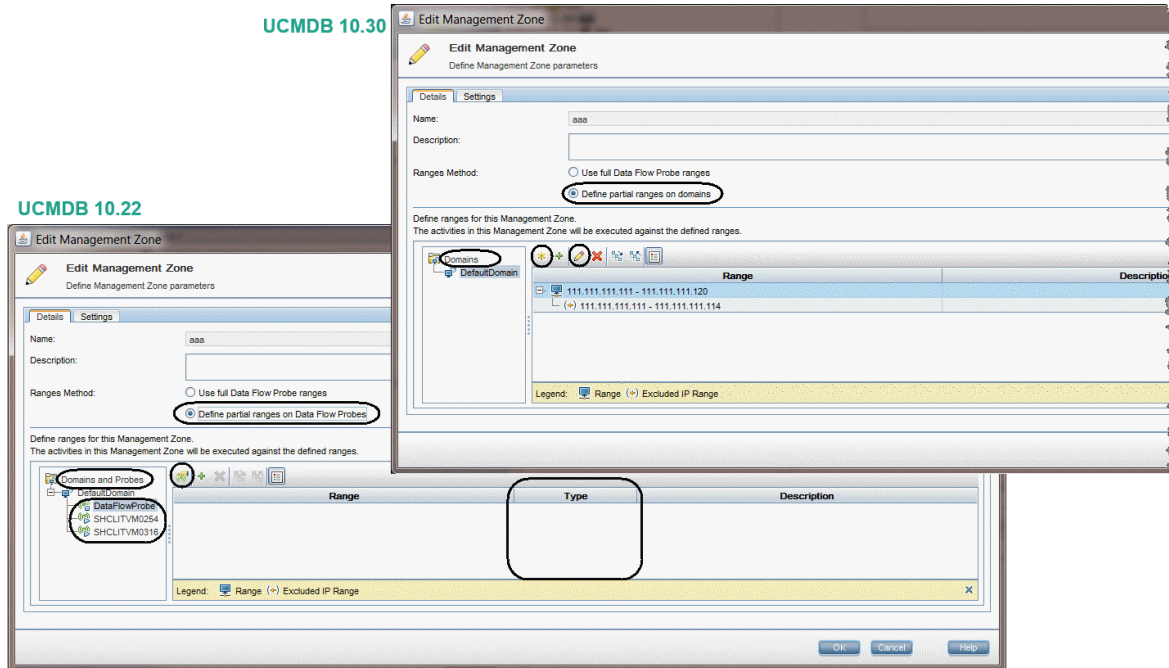 UCMDB 10.30
Edit Management Zone
Edit Management Zone
Define Management Zone parameters
Details Settings
Name: aaa
Description:
Ranges Method: Use full Data Flow Probe ranges
Define partial ranges on domains
Define ranges for this Management Zone.
The activities in this Management Zone will be executed against the defined ranges.
Domains
DefaultDomain
Range Descriptio
111.111.111.111 - 111.111.111.120
111.111.111.111 - 111.111.111.114
Legend: Range Excluded IP Range
UCMDB 10.22
Edit Management Zone
Edit Management Zone
Define Management Zone parameters
Details Settings
Name: aaa
Description:
Ranges Method: Use full Data Flow Probe ranges
Define partial ranges on Data Flow Probes
Define ranges for this Management Zone.
The activities in this Management Zone will be executed against the defined ranges.
Domains and Probes
DefaultDomain
DataFlowProbe
SHCLITVM0254
SHCLITVM0316
Range Type Description
Legend: Range Excluded IP Range
OK Cancel Help